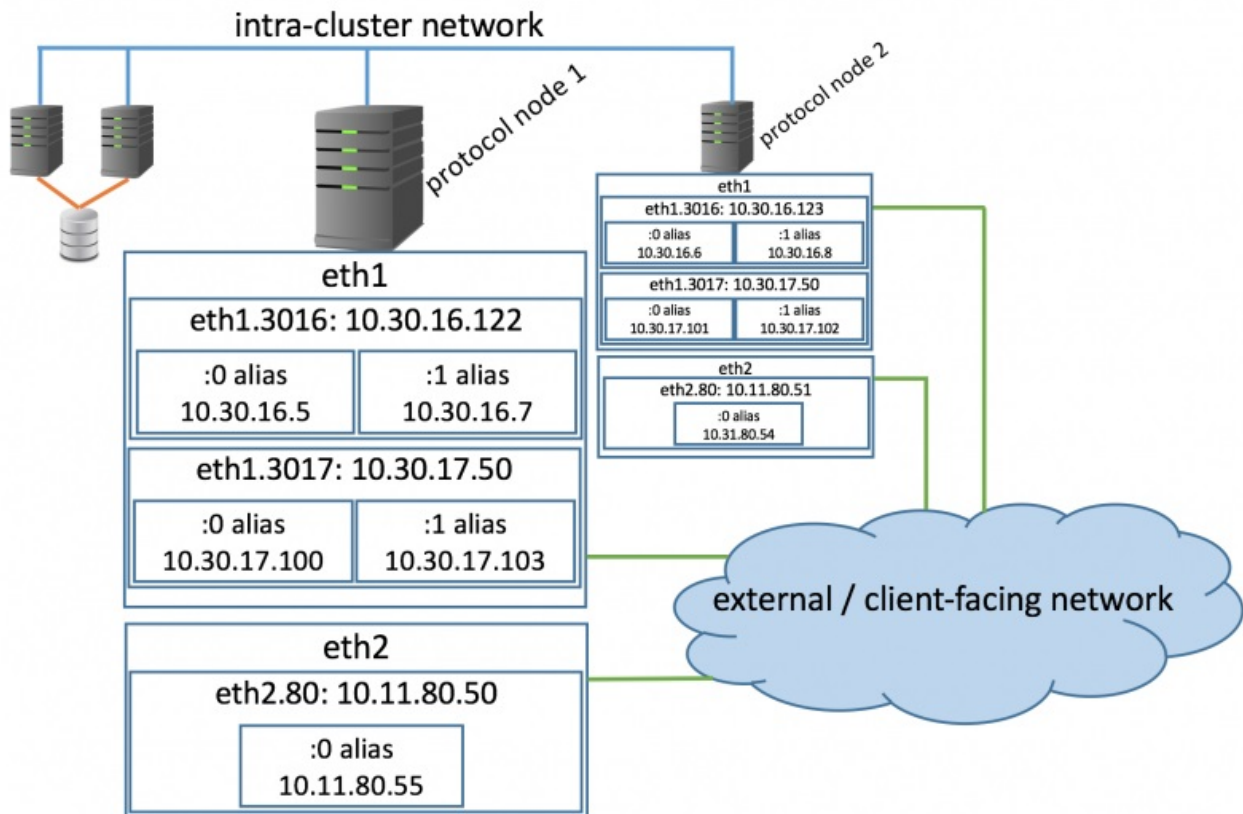 intra-cluster network
protocol node 1
protocol node 2
eth1
eth1.3016: 10.30.16.122
:0 alias
10.30.16.5
:1 alias
10.30.16.7
eth1.3017: 10.30.17.50
:0 alias
10.30.17.100
:1 alias
10.30.17.103
eth2
eth2.80: 10.11.80.50
:0 alias
10.11.80.55
eth1
eth1.3016: 10.30.16.123
:0 alias
10.30.16.6
:1 alias
10.30.16.8
eth1.3017: 10.30.17.50
:0 alias
10.30.17.101
:1 alias
10.30.17.102
eth2
eth2.80: 10.11.80.51
:0 alias
10.31.80.54
external / client-facing network